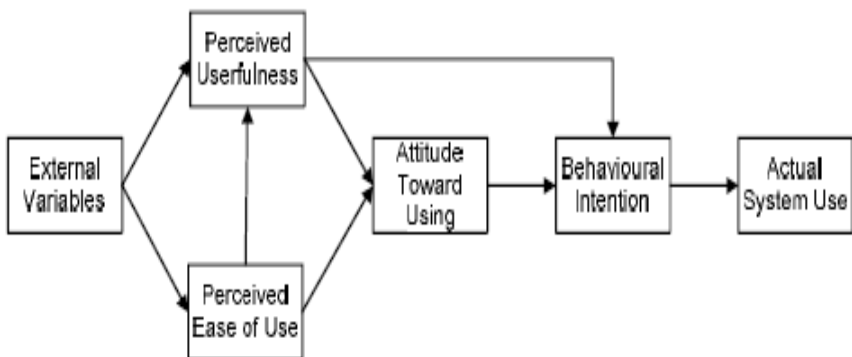 Perceived
Userfulness
External
Variables
Attitude
Toward
Using
Behavioural
Intention
Actual
System Use
Perceived
Ease of Use